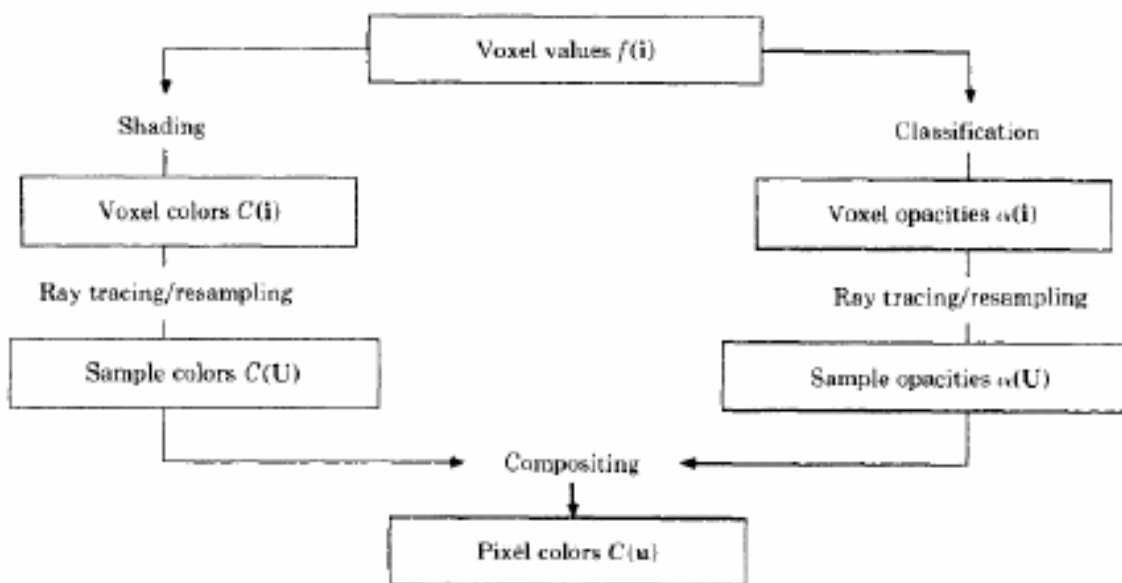 Voxel values f(i)
Shading
Classification
Voxel colors C(i)
Voxel opacities α(i)
Ray tracing/resampling
Ray tracing/resampling
Sample colors C(U)
Sample opacities α(U)
Compositing
Pixel colors C(u)